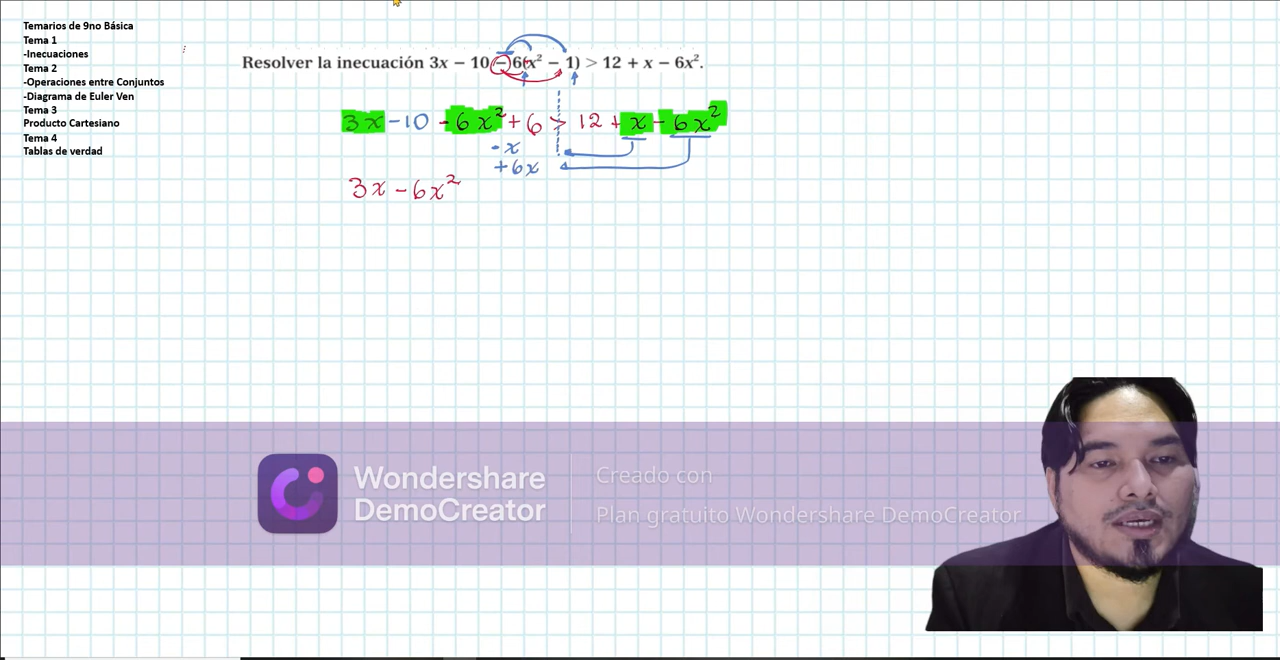 Temarios de 9no Básica
Tema 1
-Inecuaciones
Tema 2
-Operaciones entre Conjuntos
-Diagrama de Euler Ven
Tema 3
Producto Cartesiano
Tema 4
Tablas de verdad
Resolver la inecuación 3x − 10 − 6(x² − 1) > 12 + x − 6x².
3x - 10 - 6x² + 6 > 12 + x - 6x²
- x
+ 6x
3x - 6x²
Wondershare
DemoCreator
Creado con
Plan gratuito Wondershare DemoCreator